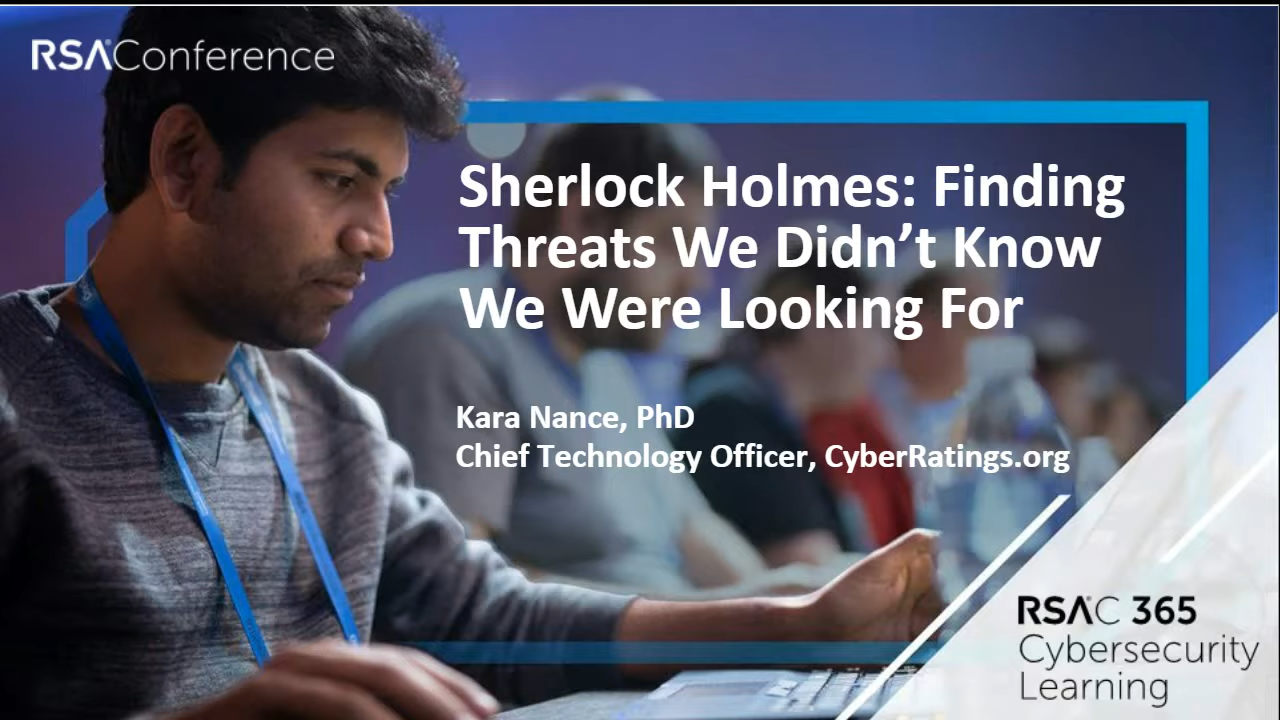 RSAConference
Sherlock Holmes: Finding
Threats We Didn’t Know
We Were Looking For
Kara Nance, PhD
Chief Technology Officer, CyberRatings.org
RSAC 365
Cybersecurity
Learning